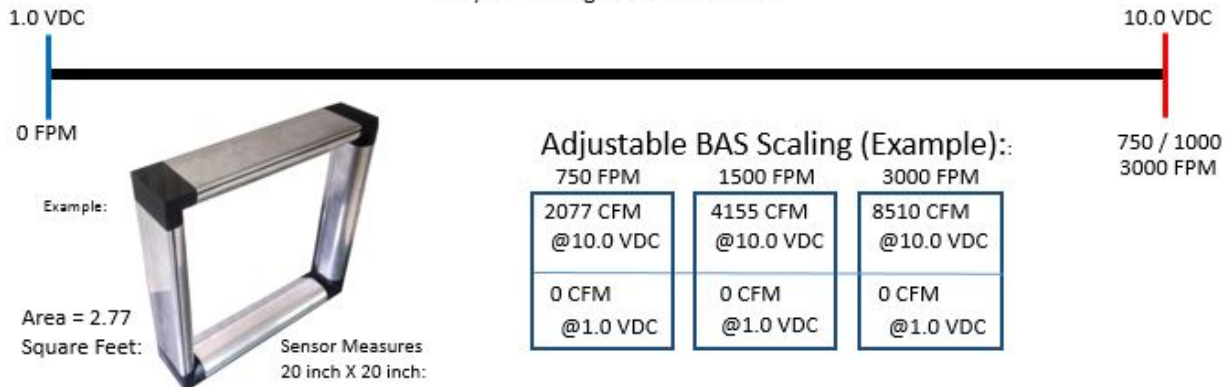 1.0 VDC
10.0 VDC
0 FPM
750 / 1000
3000 FPM
Adjustable BAS Scaling (Example)::
750 FPM 1500 FPM 3000 FPM
2077 CFM 4155 CFM 8510 CFM
@10.0 VDC @10.0 VDC @10.0 VDC
0 CFM 0 CFM 0 CFM
@1.0 VDC @1.0 VDC @1.0 VDC
Example:
Area = 2.77
Square Feet:
Sensor Measures
20 inch X 20 inch: